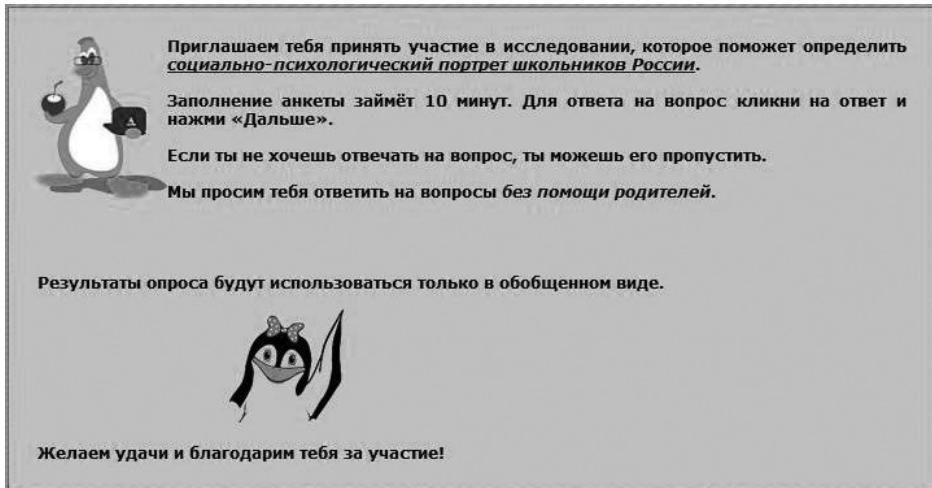 Приглашаем тебя принять участие в исследовании, которое поможет определить
социально-психологический портрет школьников России.
Заполнение анкеты займёт 10 минут. Для ответа на вопрос кликни на ответ и
нажми «Дальше».
Если ты не хочешь отвечать на вопрос, ты можешь его пропустить.
Мы просим тебя ответить на вопросы без помощи родителей.
Результаты опроса будут использоваться только в обобщенном виде.
Желаем удачи и благодарим тебя за участие!